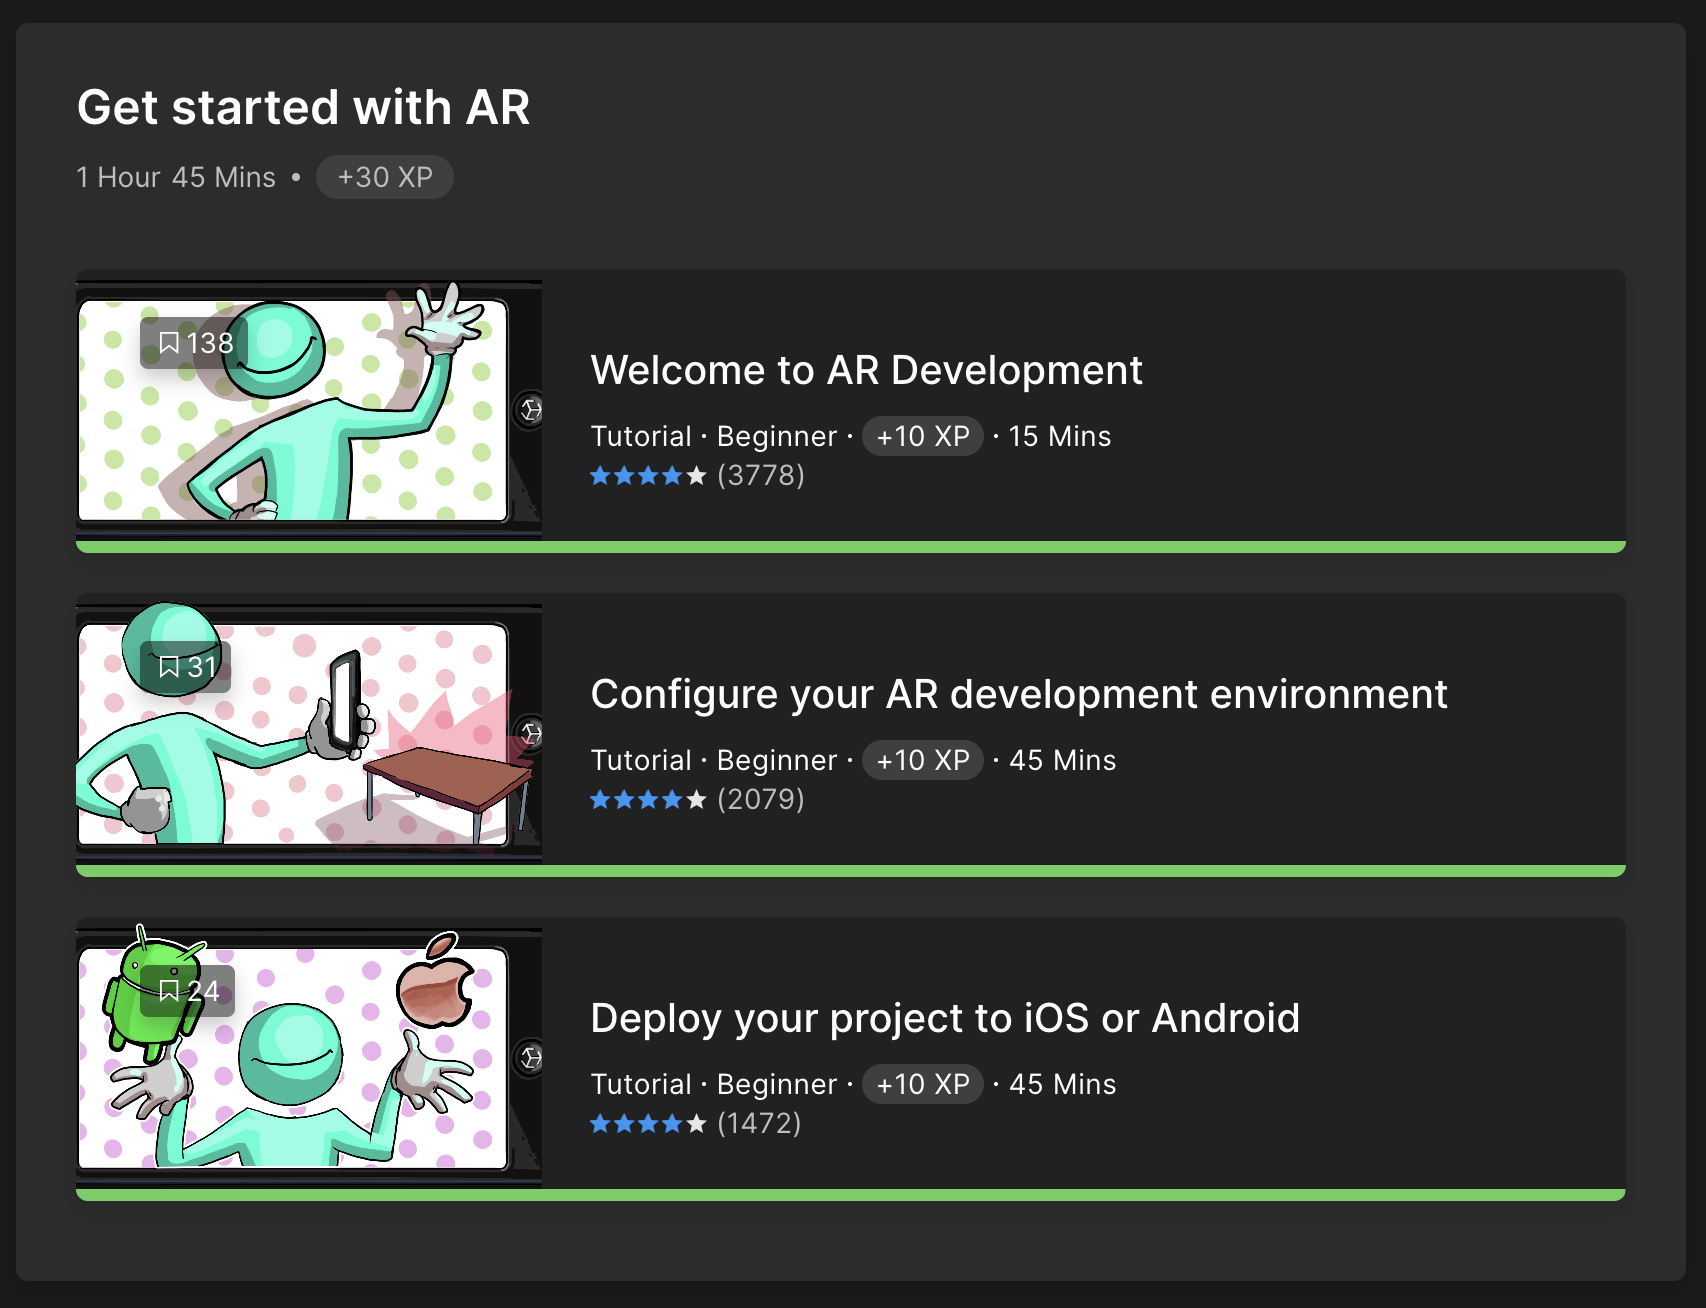 Get started with AR
1 Hour 45 Mins • +30 XP
138
Welcome to AR Development
Tutorial · Beginner · +10 XP · 15 Mins
(3778)
31
Configure your AR development environment
Tutorial · Beginner · +10 XP · 45 Mins
(2079)
24
Deploy your project to iOS or Android
Tutorial · Beginner · +10 XP · 45 Mins
(1472)